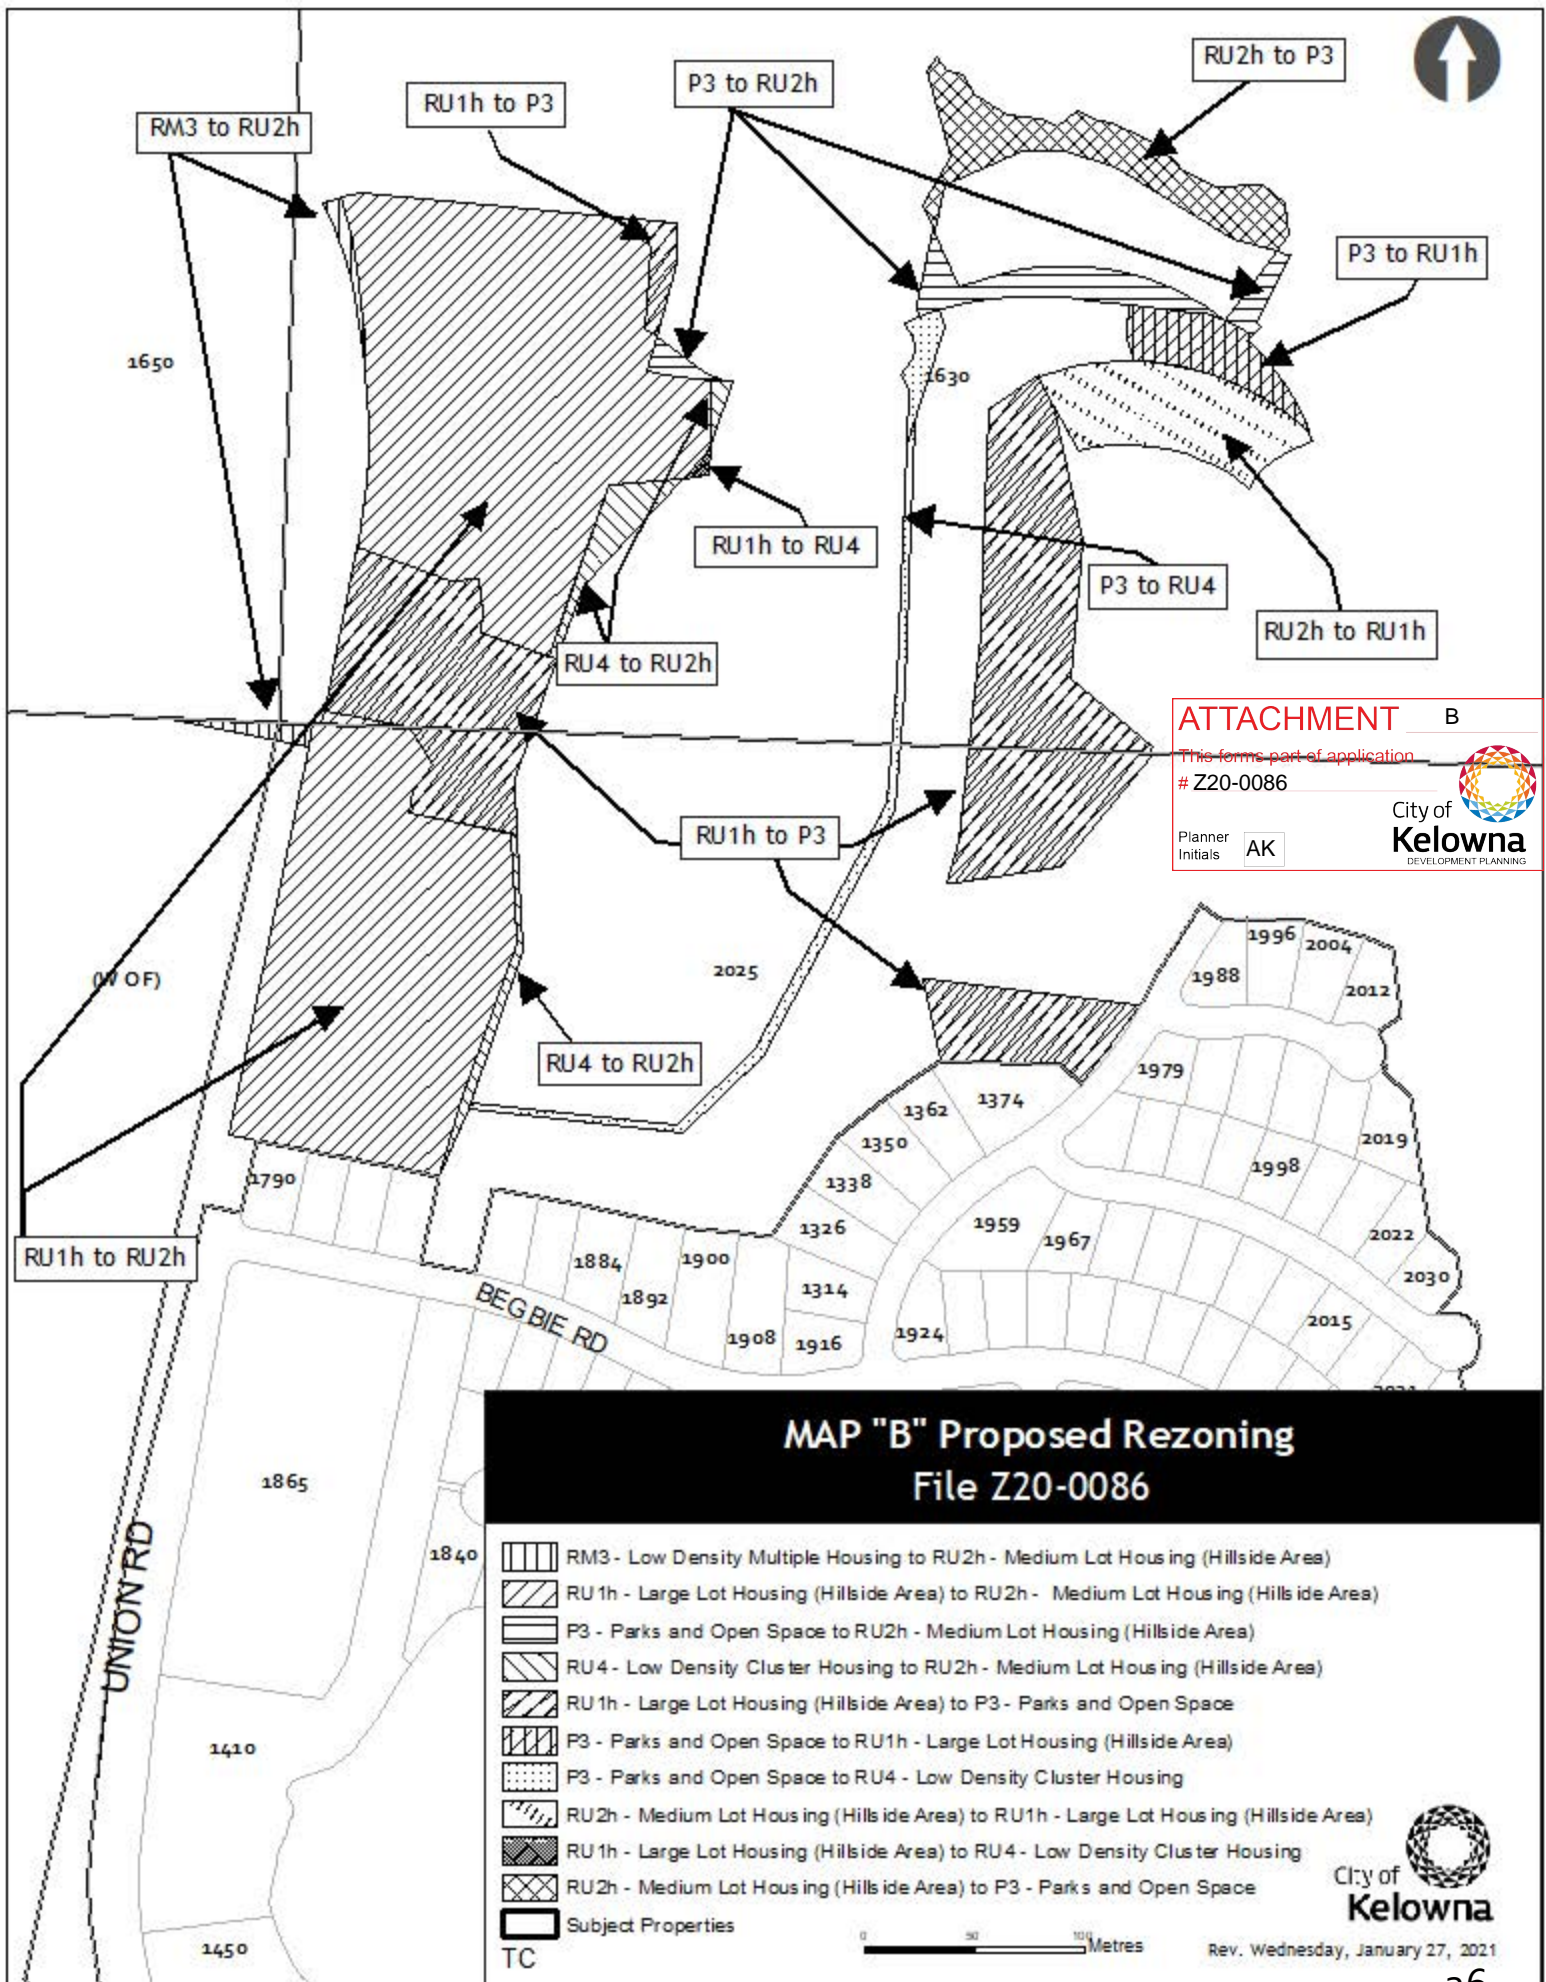 RU2h to P3
P3 to RU2h
RU1h to P3
RM3 to RU2h
P3 to RU1h
1650
1630
RU1h to RU4
P3 to RU4
RU2h to RU1h
RU4 to RU2h
ATTACHMENT B
This forms part of application
# Z20-0086
City of
Kelowna
DEVELOPMENT PLANNING
Planner
Initials AK
RU1h to P3
1996
2004
1988
2012
2025
(W OF)
RU4 to RU2h
1979
1374
1362
1350
2019
1998
1338
1790
1326
1959
1967
2022
RU1h to RU2h
1884
1900
2030
1892
1314
BEGBIE RD
1908
1916
1924
2015
1865
1840
UNION RD
1410
1450
MAP "B" Proposed Rezoning
File Z20-0086
RM3 - Low Density Multiple Housing to RU2h - Medium Lot Housing (Hillside Area)
RU1h - Large Lot Housing (Hillside Area) to RU2h - Medium Lot Housing (Hillside Area)
P3 - Parks and Open Space to RU2h - Medium Lot Housing (Hillside Area)
RU4 - Low Density Cluster Housing to RU2h - Medium Lot Housing (Hillside Area)
RU1h - Large Lot Housing (Hillside Area) to P3 - Parks and Open Space
P3 - Parks and Open Space to RU1h - Large Lot Housing (Hillside Area)
P3 - Parks and Open Space to RU4 - Low Density Cluster Housing
RU2h - Medium Lot Housing (Hillside Area) to RU1h - Large Lot Housing (Hillside Area)
RU1h - Large Lot Housing (Hillside Area) to RU4 - Low Density Cluster Housing
RU2h - Medium Lot Housing (Hillside Area) to P3 - Parks and Open Space
Subject Properties
TC
0 50 100 Metres
City of
Kelowna
Rev. Wednesday, January 27, 2021